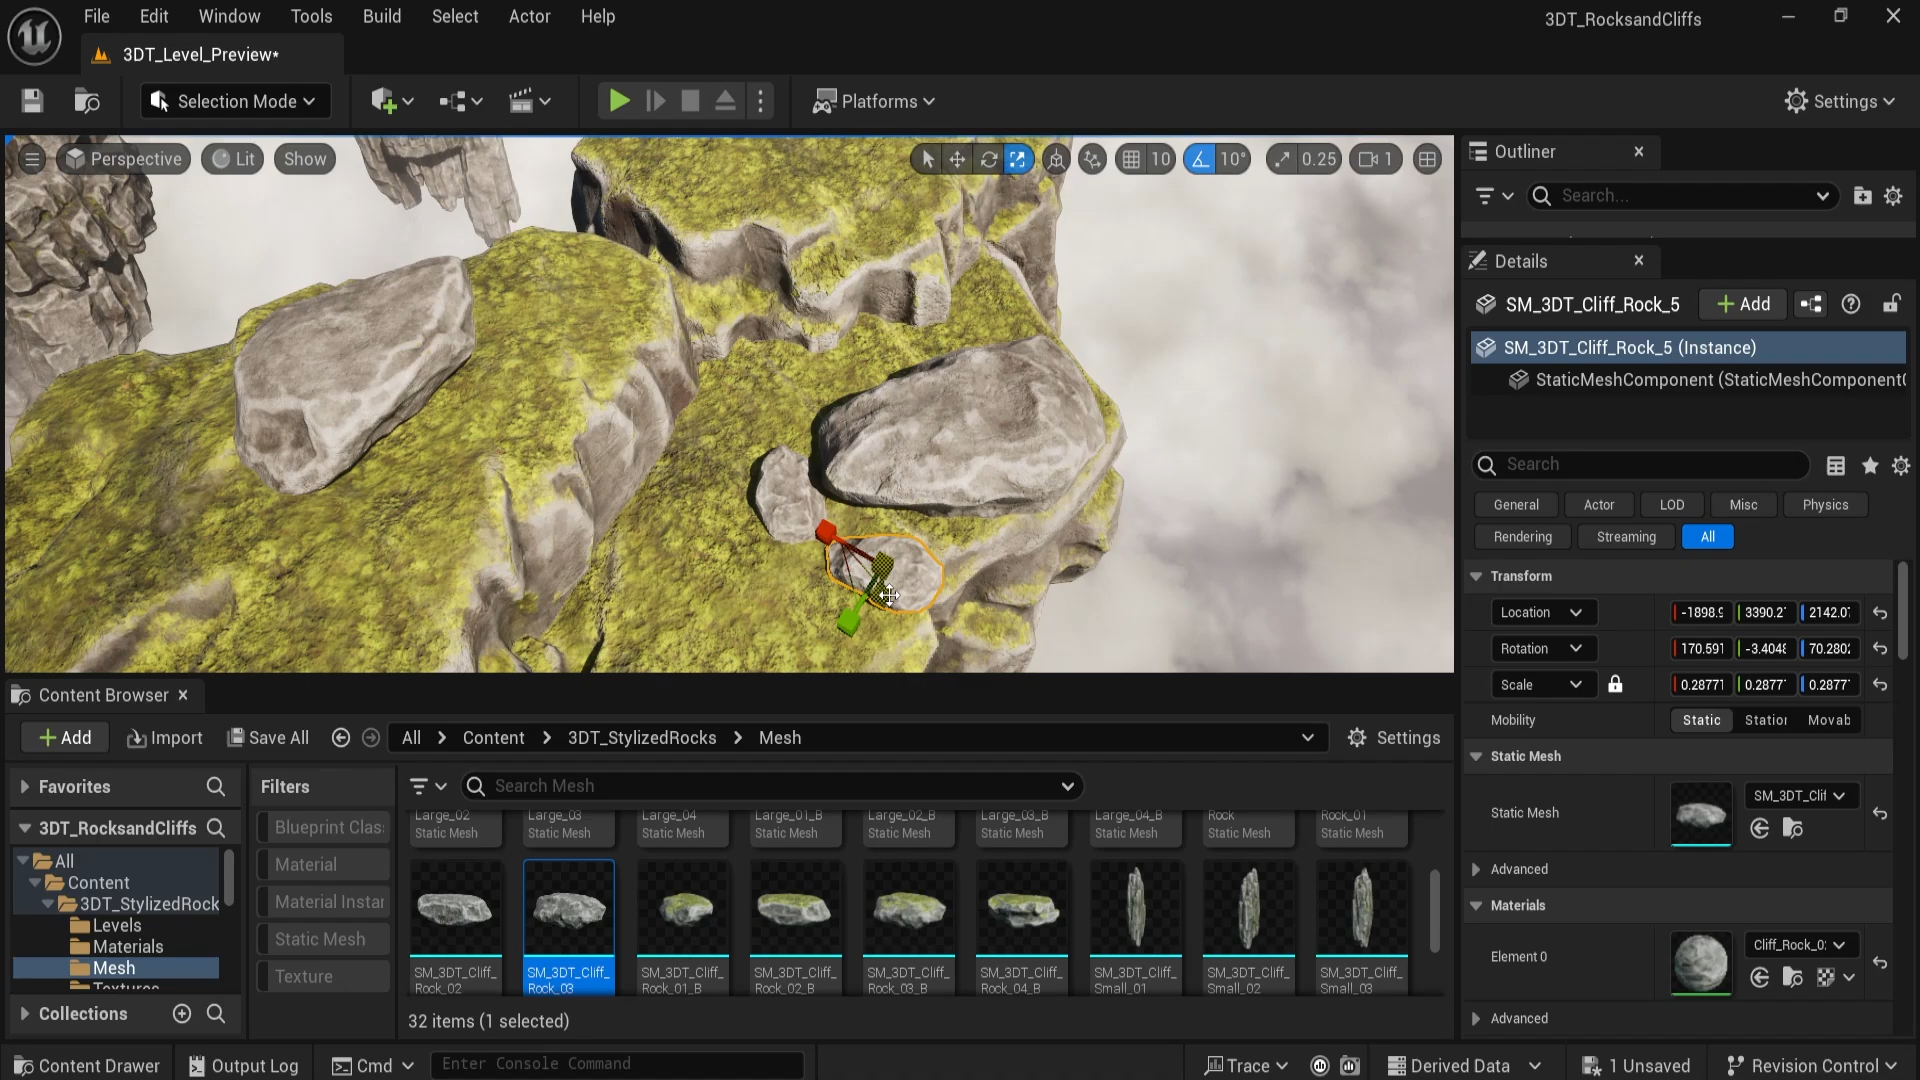 File Edit Window Tools Build Select Actor Help
3DT_RocksandCliffs
3DT_Level_Preview*
Selection Mode
Platforms
Settings
Perspective Lit Show
10 10° 0.25 1
Outliner
Search...
Details
SM_3DT_Cliff_Rock_5
Add
SM_3DT_Cliff_Rock_5 (Instance)
StaticMeshComponent (StaticMeshComponent
Search
General Actor LOD Misc Physics
Rendering Streaming All
Transform
Location -1898.9 3390.2 2142.0
Rotation 170.591 -3.404 70.280
Scale 0.2877 0.2877 0.2877
Mobility Static Station Movab
Static Mesh
Static Mesh SM_3DT_Clif
Advanced
Materials
Element 0 Cliff_Rock_0
Advanced
Content Browser
Add Import Save All All Content 3DT_StylizedRocks Mesh Settings
Favorites
Filters
Search Mesh
3DT_RocksandCliffs
Blueprint Clas
Material
Material Instar
Static Mesh
Texture
All
Content
3DT_StylizedRock
Levels
Materials
Mesh
Textures
Collections
Large_02 Large_03 Large_04 Large_01_B Large_02_B Large_03_B Large_04_B Rock Rock_01
Static Mesh Static Mesh Static Mesh Static Mesh Static Mesh Static Mesh Static Mesh Static Mesh Static Mesh
SM_3DT_Cliff_ SM_3DT_Cliff_ SM_3DT_Cliff_ SM_3DT_Cliff_ SM_3DT_Cliff_ SM_3DT_Cliff_ SM_3DT_Cliff_ SM_3DT_Cliff_ SM_3DT_Cliff_
Rock_02 Rock_03 Rock_01_B Rock_02_B Rock_03_B Rock_04_B Small_01 Small_02 Small_03
32 items (1 selected)
Content Drawer Output Log Cmd Enter Console Command Trace Derived Data 1 Unsaved Revision Control